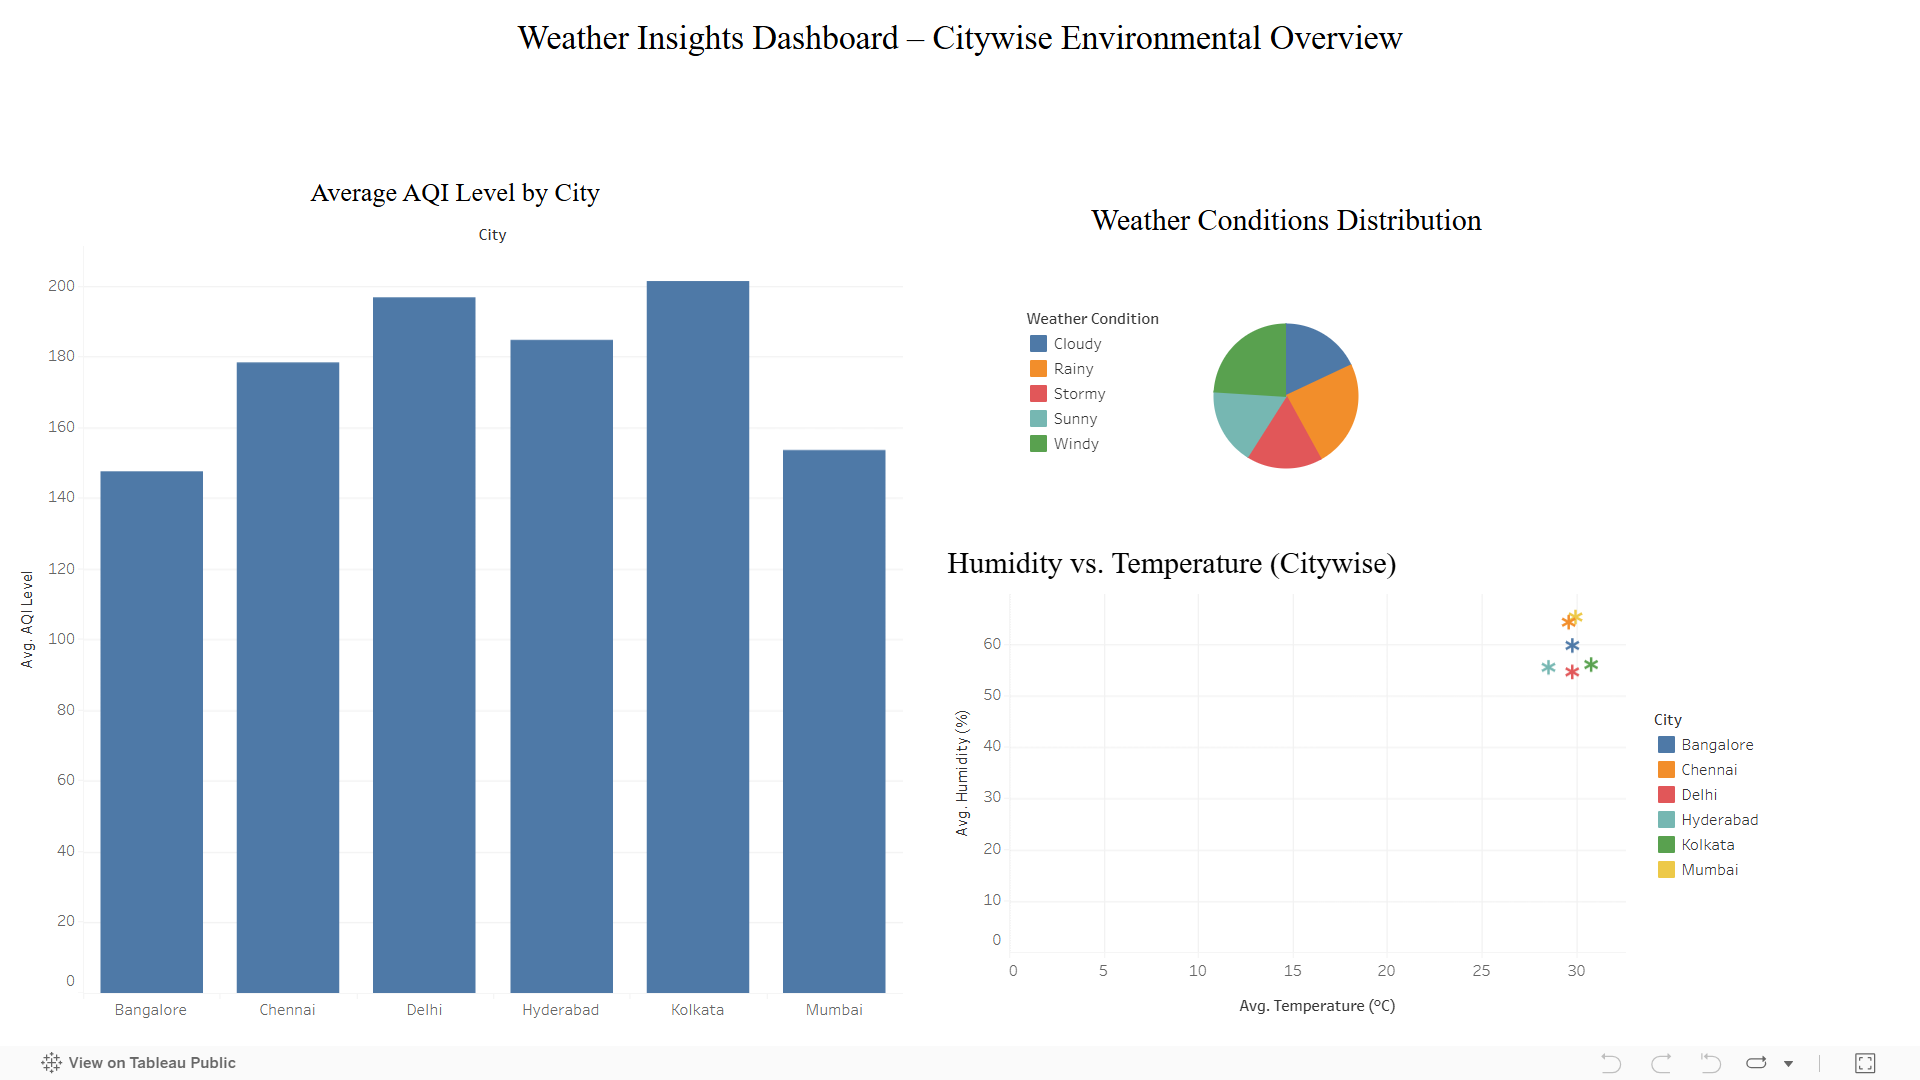 Weather Insights Dashboard – Citywise Environmental Overview
Average AQI Level by City
City
200
180
160
140
120
100
80
60
40
20
0
Avg. AQI Level
Bangalore
Chennai
Delhi
Hyderabad
Kolkata
Mumbai
Weather Conditions Distribution
Weather Condition
Cloudy
Rainy
Stormy
Sunny
Windy
Humidity vs. Temperature (Citywise)
60
50
40
30
20
10
0
Avg. Humidity (%)
0
5
10
15
20
25
30
Avg. Temperature (°C)
City
Bangalore
Chennai
Delhi
Hyderabad
Kolkata
Mumbai
View on Tableau Public